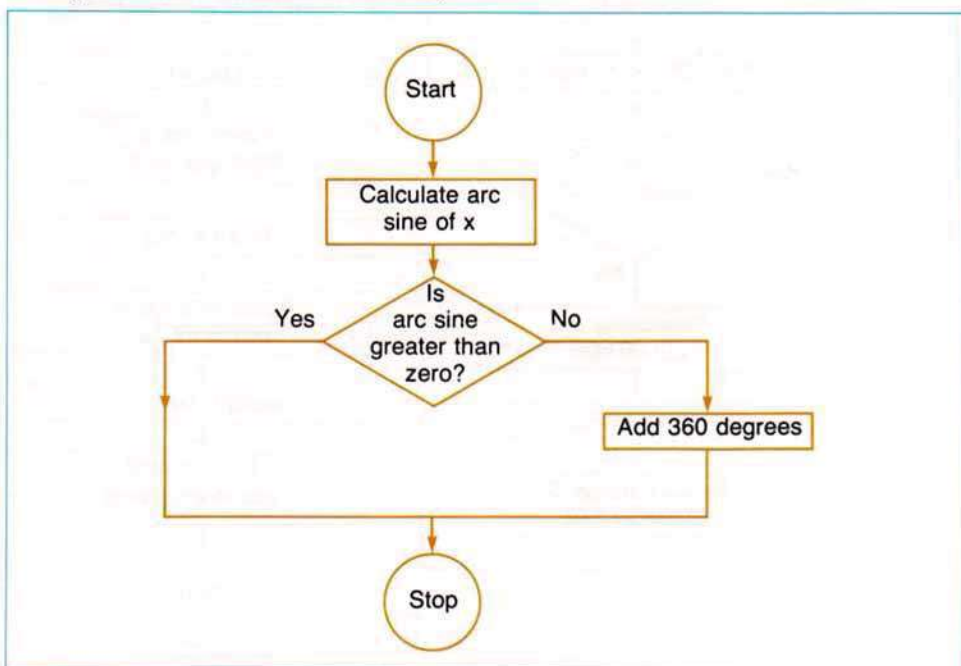 Start
Calculate arc
sine of x
Is
arc sine
greater than
zero?
Yes
No
Add 360 degrees
Stop